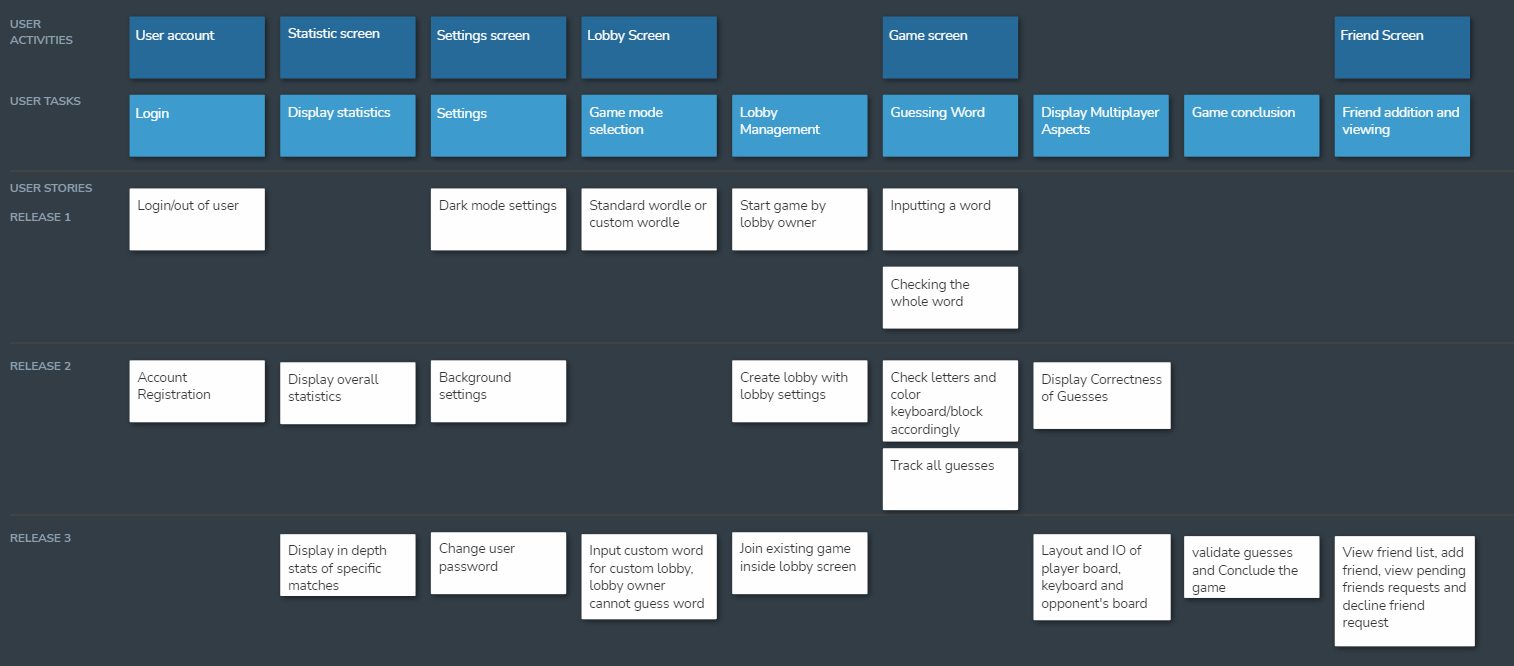 USER
ACTIVITIES
User account
Statistic screen
Settings screen
Lobby Screen
Game screen
Friend Screen
USER TASKS
Login
Display statistics
Settings
Game mode
selection
Lobby
Management
Guessing Word
Display Multiplayer
Aspects
Game conclusion
Friend addition and
viewing
USER STORIES
RELEASE 1
Login/out of user
Dark mode settings
Standard wordle or
custom wordle
Start game by
lobby owner
Inputting a word
Checking the
whole word
RELEASE 2
Account
Registration
Display overall
statistics
Background
settings
Create lobby with
lobby settings
Check letters and
color
keyboard/block
accordingly
Display Correctness
of Guesses
Track all guesses
RELEASE 3
Display in depth
stats of specific
matches
Change user
password
Input custom word
for custom lobby,
lobby owner
cannot guess word
Join existing game
inside lobby screen
Layout and IO of
player board,
keyboard and
opponent's board
validate guesses
and Conclude the
game
View friend list, add
friend, view pending
friends requests and
decline friend
request